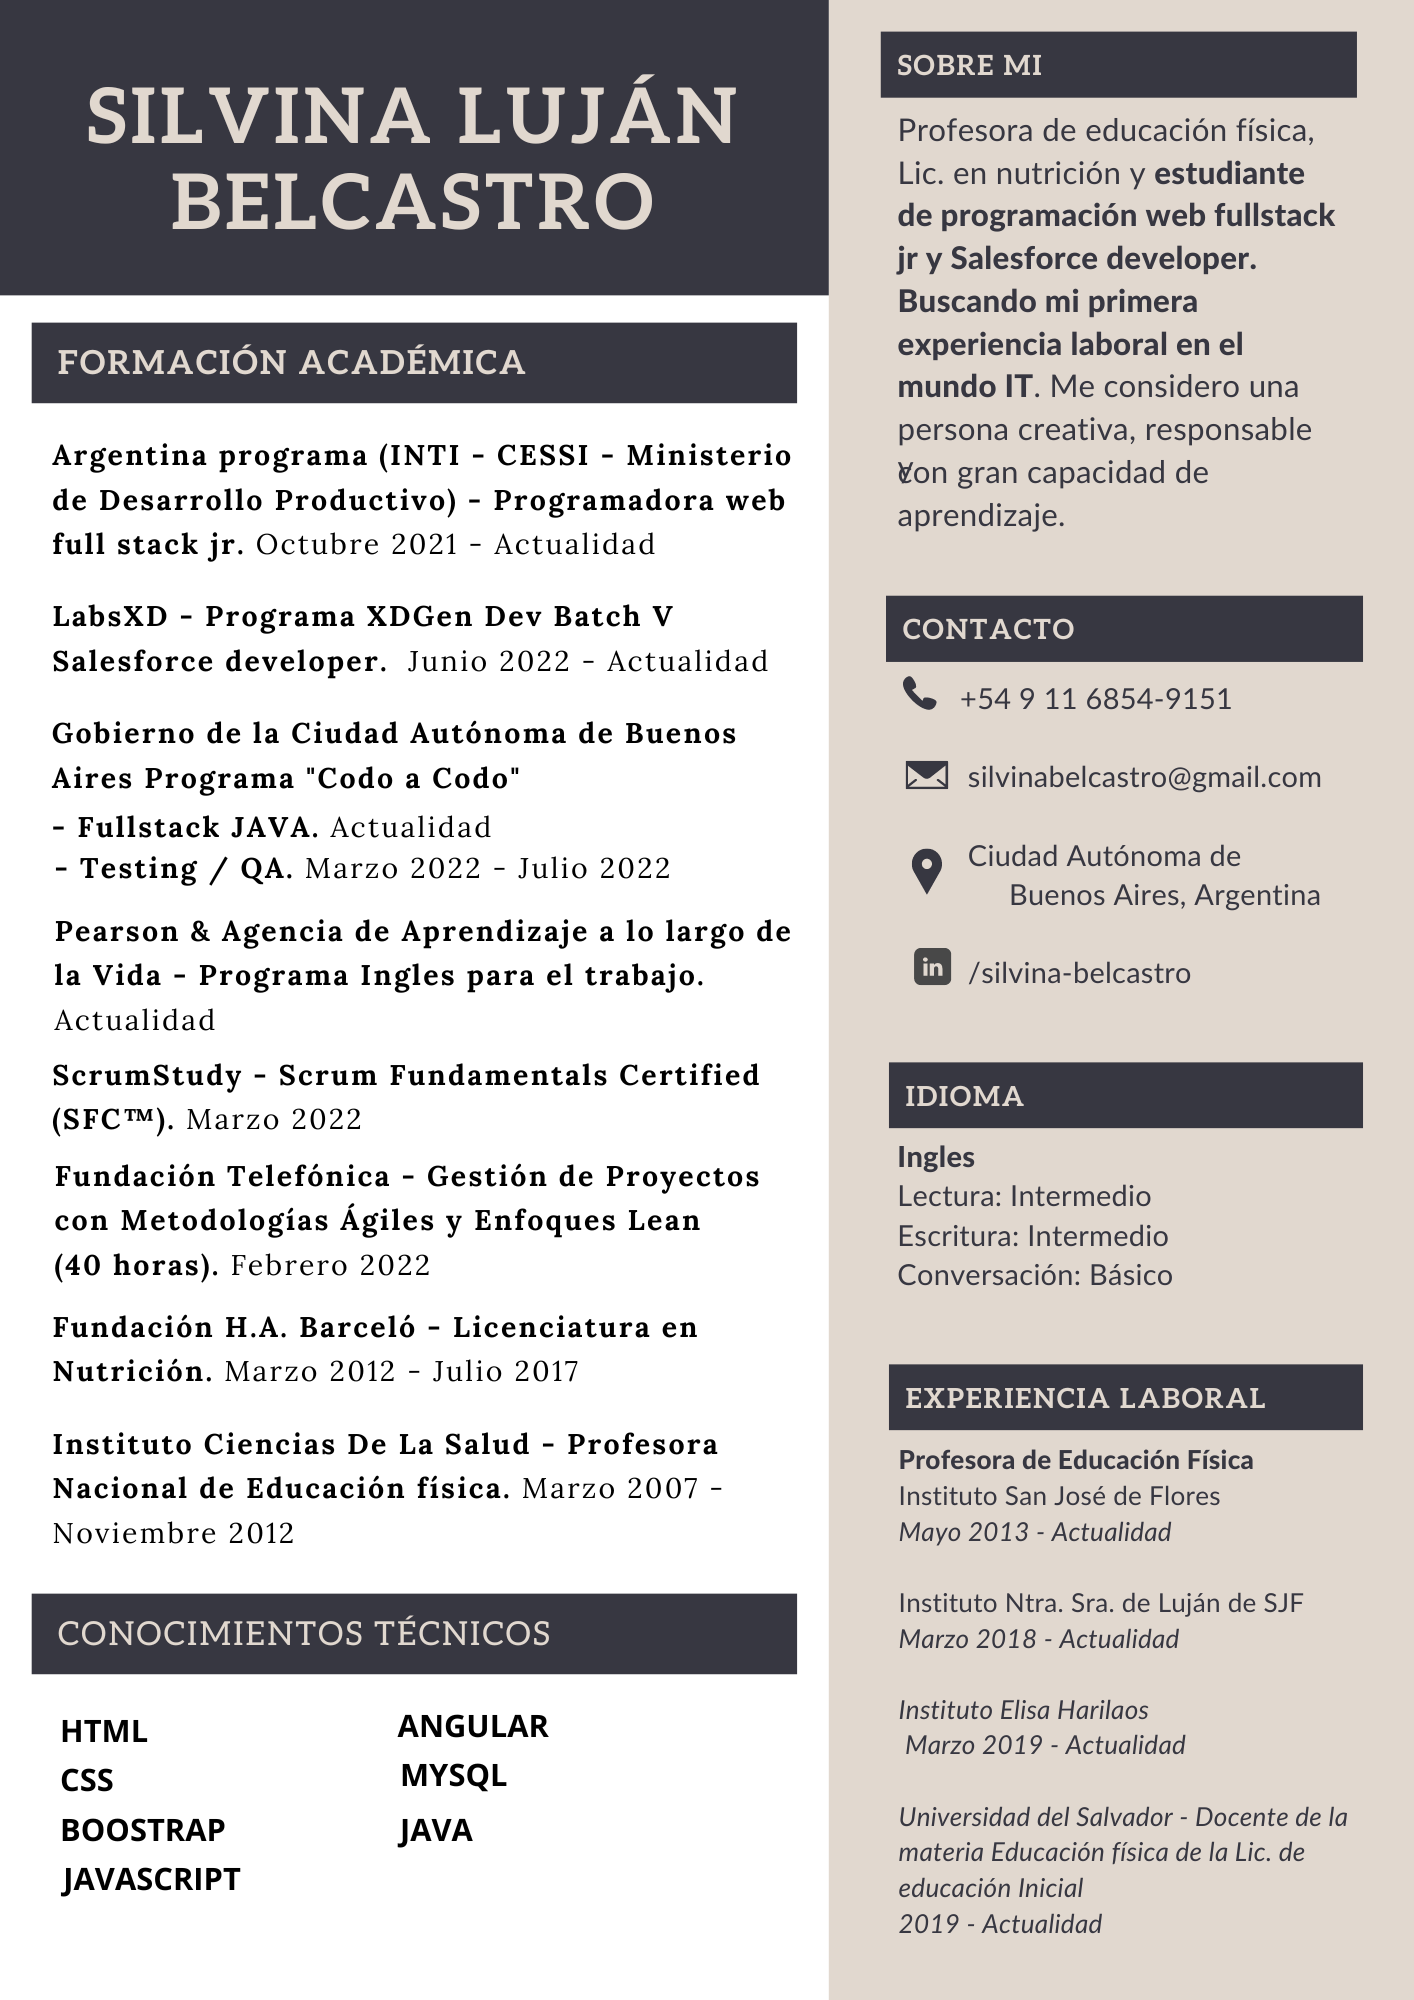 SILVINA LUJÁN
BELCASTRO
FORMACIÓN ACADÉMICA
Argentina programa (INTI - CESSI - Ministerio
de Desarrollo Productivo) - Programadora web
full stack jr. Octubre 2021 - Actualidad
LabsXD - Programa XDGen Dev Batch V
Salesforce developer. Junio 2022 - Actualidad
Gobierno de la Ciudad Autónoma de Buenos
Aires Programa "Codo a Codo"
- Fullstack JAVA. Actualidad
- Testing / QA. Marzo 2022 - Julio 2022
Pearson & Agencia de Aprendizaje a lo largo de
la Vida - Programa Ingles para el trabajo.
Actualidad
ScrumStudy - Scrum Fundamentals Certified
(SFC™). Marzo 2022
Fundación Telefónica - Gestión de Proyectos
con Metodologías Ágiles y Enfoques Lean
(40 horas). Febrero 2022
Fundación H.A. Barceló - Licenciatura en
Nutrición. Marzo 2012 - Julio 2017
Instituto Ciencias De La Salud - Profesora
Nacional de Educación física. Marzo 2007 -
Noviembre 2012
CONOCIMIENTOS TÉCNICOS
HTML
CSS
BOOSTRAP
JAVASCRIPT
ANGULAR
MYSQL
JAVA
SOBRE MI
Profesora de educación física,
Lic. en nutrición y estudiante
de programación web fullstack
jr y Salesforce developer.
Buscando mi primera
experiencia laboral en el
mundo IT. Me considero una
persona creativa, responsable
y
con gran capacidad de
aprendizaje.
CONTACTO
+54 9 11 6854-9151
silvinabelcastro@gmail.com
Ciudad Autónoma de
Buenos Aires, Argentina
in
/silvina-belcastro
IDIOMA
Ingles
Lectura: Intermedio
Escritura: Intermedio
Conversación: Básico
EXPERIENCIA LABORAL
Profesora de Educación Física
Instituto San José de Flores
Mayo 2013 - Actualidad
Instituto Ntra. Sra. de Luján de SJF
Marzo 2018 - Actualidad
Instituto Elisa Harilaos
Marzo 2019 - Actualidad
Universidad del Salvador - Docente de la
materia Educación física de la Lic. de
educación Inicial
2019 - Actualidad